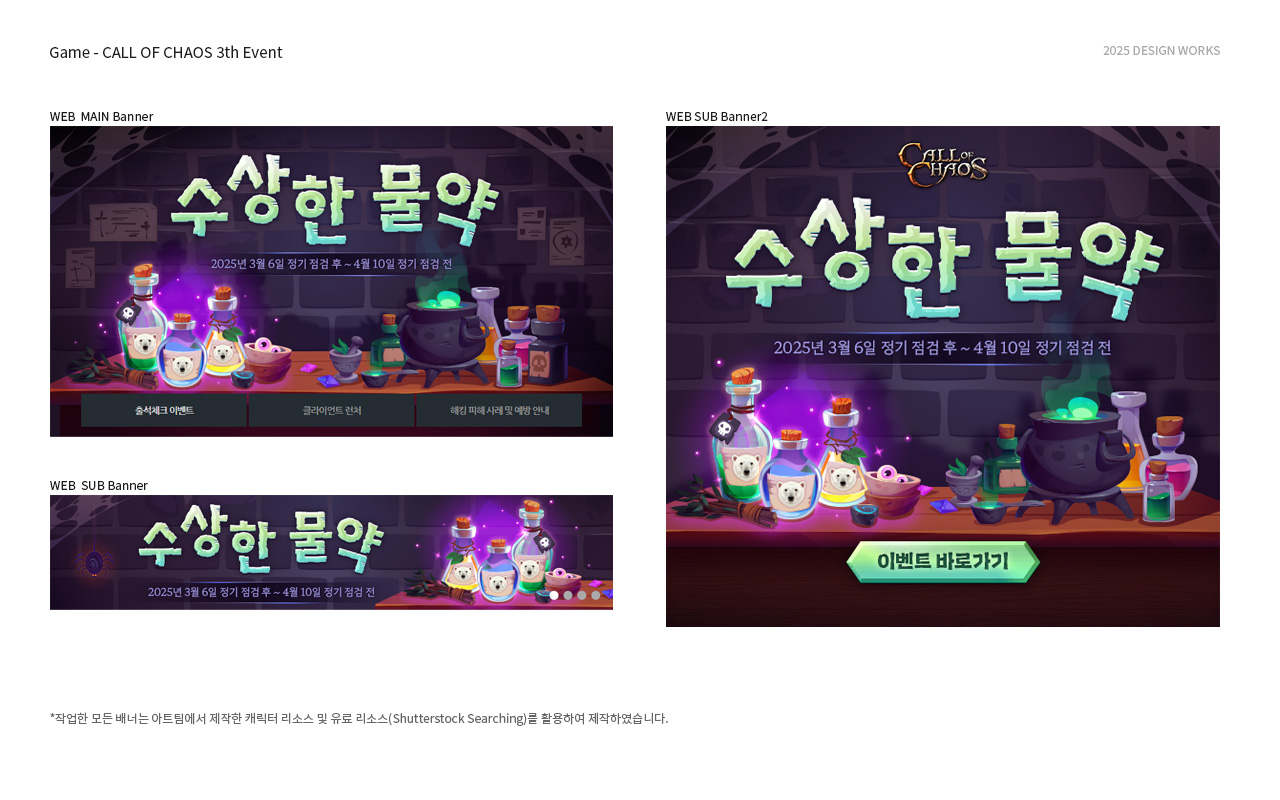 Game - CALL OF CHAOS 3th Event
2025 DESIGN WORKS
WEB MAIN Banner
수상한 물약
2025년 3월 6일 정기 점검 후 ~ 4월 10일 정기 점검 전
출석체크 이벤트
클라이언트 런처
해킹 피해 사례 및 예방 안내
WEB SUB Banner
수상한 물약
2025년 3월 6일 정기 점검 후 ~ 4월 10일 정기 점검 전
WEB SUB Banner2
CALL OF
CHAOS
수상한 물약
2025년 3월 6일 정기 점검 후 ~ 4월 10일 정기 점검 전
이벤트 바로가기
*작업한 모든 배너는 아트팀에서 제작한 캐릭터 리소스 및 유료 리소스(Shutterstock Searching)를 활용하여 제작하였습니다.